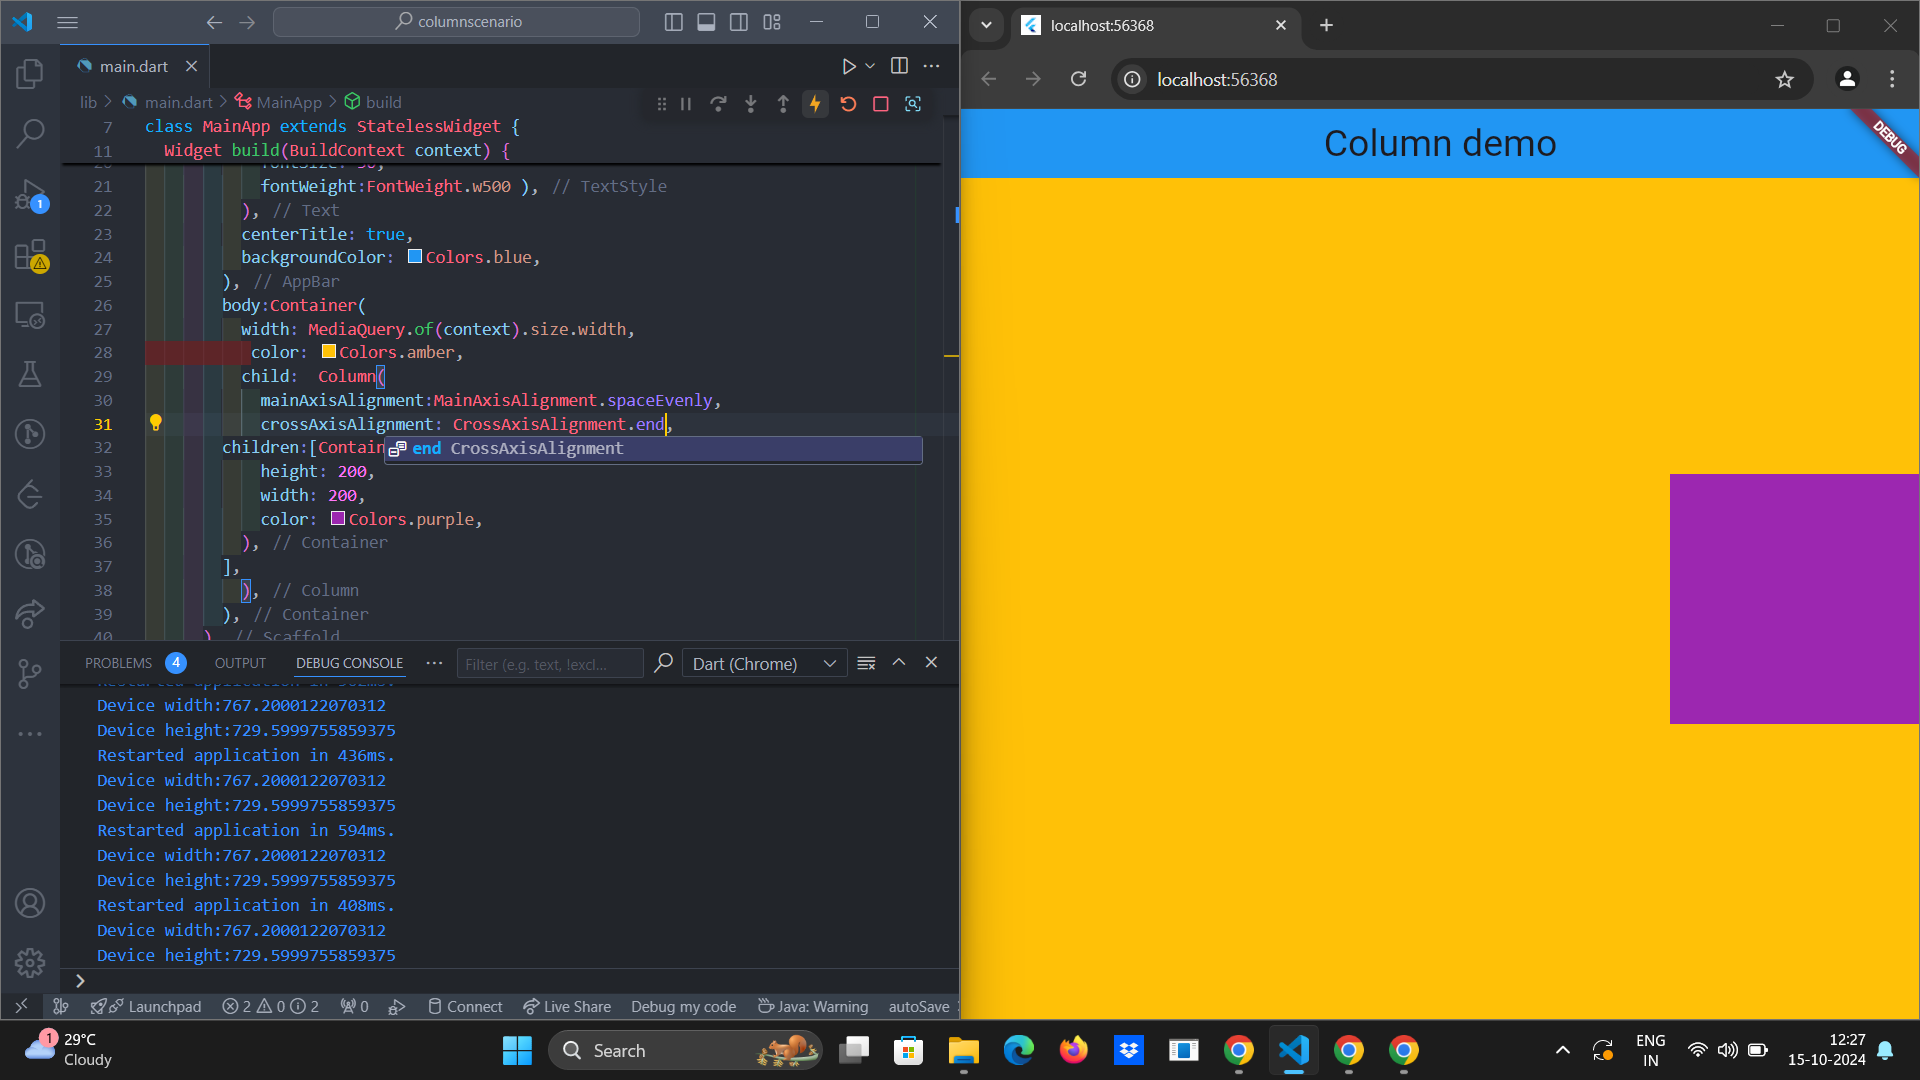 columnscenario
main.dart
lib > main.dart > MainApp > build
7 class MainApp extends StatelessWidget {
11 Widget build(BuildContext context) {
21 fontWeight:FontWeight.w500 ), // TextStyle
22 ), // Text
23 centerTitle: true,
24 backgroundColor: Colors.blue,
25 ), // AppBar
26 body:Container(
27 width: MediaQuery.of(context).size.width,
28 color: Colors.amber,
29 child:  Column(
30 mainAxisAlignment:MainAxisAlignment.spaceEvenly,
31 crossAxisAlignment: CrossAxisAlignment.end,
32 children:[Contain
end CrossAxisAlignment
33 height: 200,
34 width: 200,
35 color: Colors.purple,
36 ), // Container
37 ],
38 ), // Column
39 ), // Container
40 ) // Scaffold
1
PROBLEMS 4 OUTPUT DEBUG CONSOLE ··· Filter (e.g. text, !excl... Dart (Chrome)
Device width:767.2000122070312
Device height:729.5999755859375
Restarted application in 436ms.
Device width:767.2000122070312
Device height:729.5999755859375
Restarted application in 594ms.
Device width:767.2000122070312
Device height:729.5999755859375
Restarted application in 408ms.
Device width:767.2000122070312
Device height:729.5999755859375
>
Launchpad 2 0 2 0 Connect Live Share Debug my code Java: Warning autoSave
localhost:56368
localhost:56368
Column demo
DEBUG
1 29°C
Cloudy
Search
ENG
IN
12:27
15-10-2024